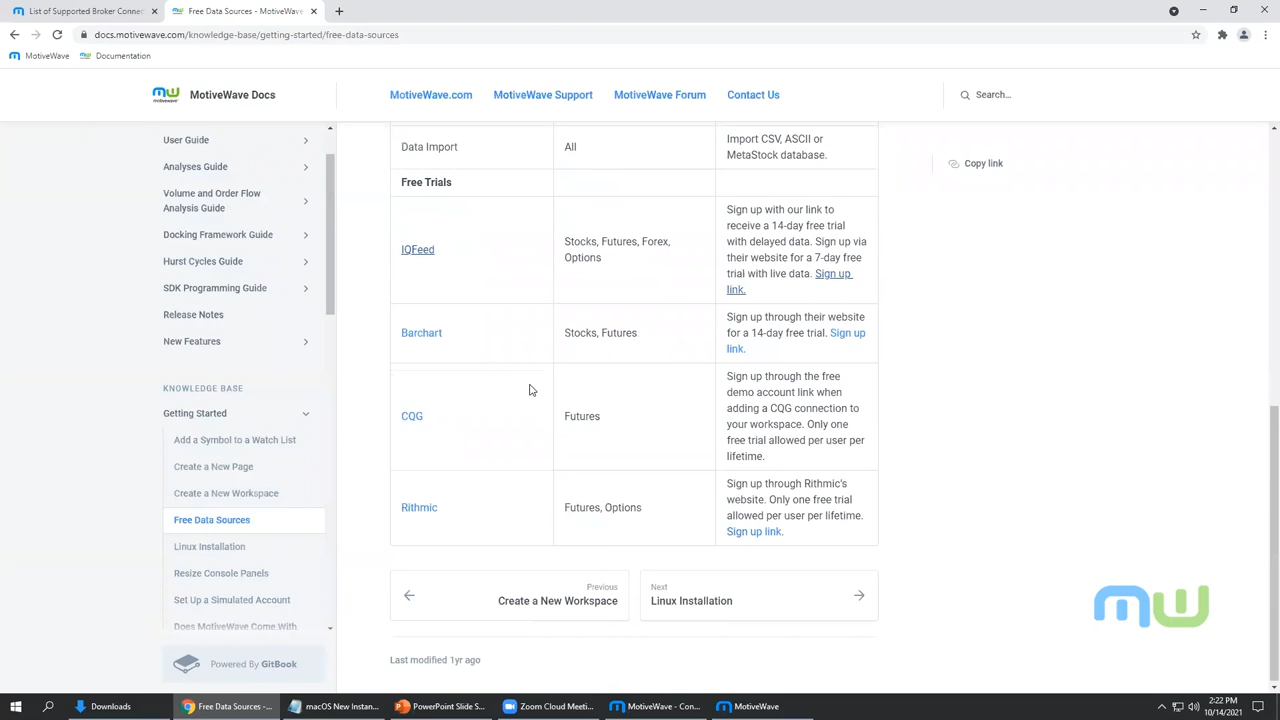 List of Supported Broker Connec
Free Data Sources - MotiveWave
docs.motivewave.com/knowledge-base/getting-started/free-data-sources
MotiveWave
Documentation
MotiveWave Docs
MotiveWave.com
MotiveWave Support
MotiveWave Forum
Contact Us
Search...
User Guide
Analyses Guide
Volume and Order Flow
Analysis Guide
Docking Framework Guide
Hurst Cycles Guide
SDK Programming Guide
Release Notes
New Features
KNOWLEDGE BASE
Getting Started
Add a Symbol to a Watch List
Create a New Page
Create a New Workspace
Free Data Sources
Linux Installation
Resize Console Panels
Set Up a Simulated Account
Does MotiveWave Come With
Powered By GitBook
Data Import
All
Import CSV, ASCII or
MetaStock database.
Free Trials
IQFeed
Stocks, Futures, Forex,
Options
Sign up with our link to
receive a 14-day free trial
with delayed data. Sign up via
their website for a 7-day free
trial with live data. Sign up
link.
Barchart
Stocks, Futures
Sign up through their website
for a 14-day free trial. Sign up
link.
CQG
Futures
Sign up through the free
demo account link when
adding a CQG connection to
your workspace. Only one
free trial allowed per user per
lifetime.
Rithmic
Futures, Options
Sign up through Rithmic's
website. Only one free trial
allowed per user per lifetime.
Sign up link.
Previous
Create a New Workspace
Next
Linux Installation
Last modified 1yr ago
Copy link
mw
Downloads
Free Data Sources -...
macOS New Instan...
PowerPoint Slide S...
Zoom Cloud Meeti...
MotiveWave - Con...
MotiveWave
2:22 PM
10/14/2021